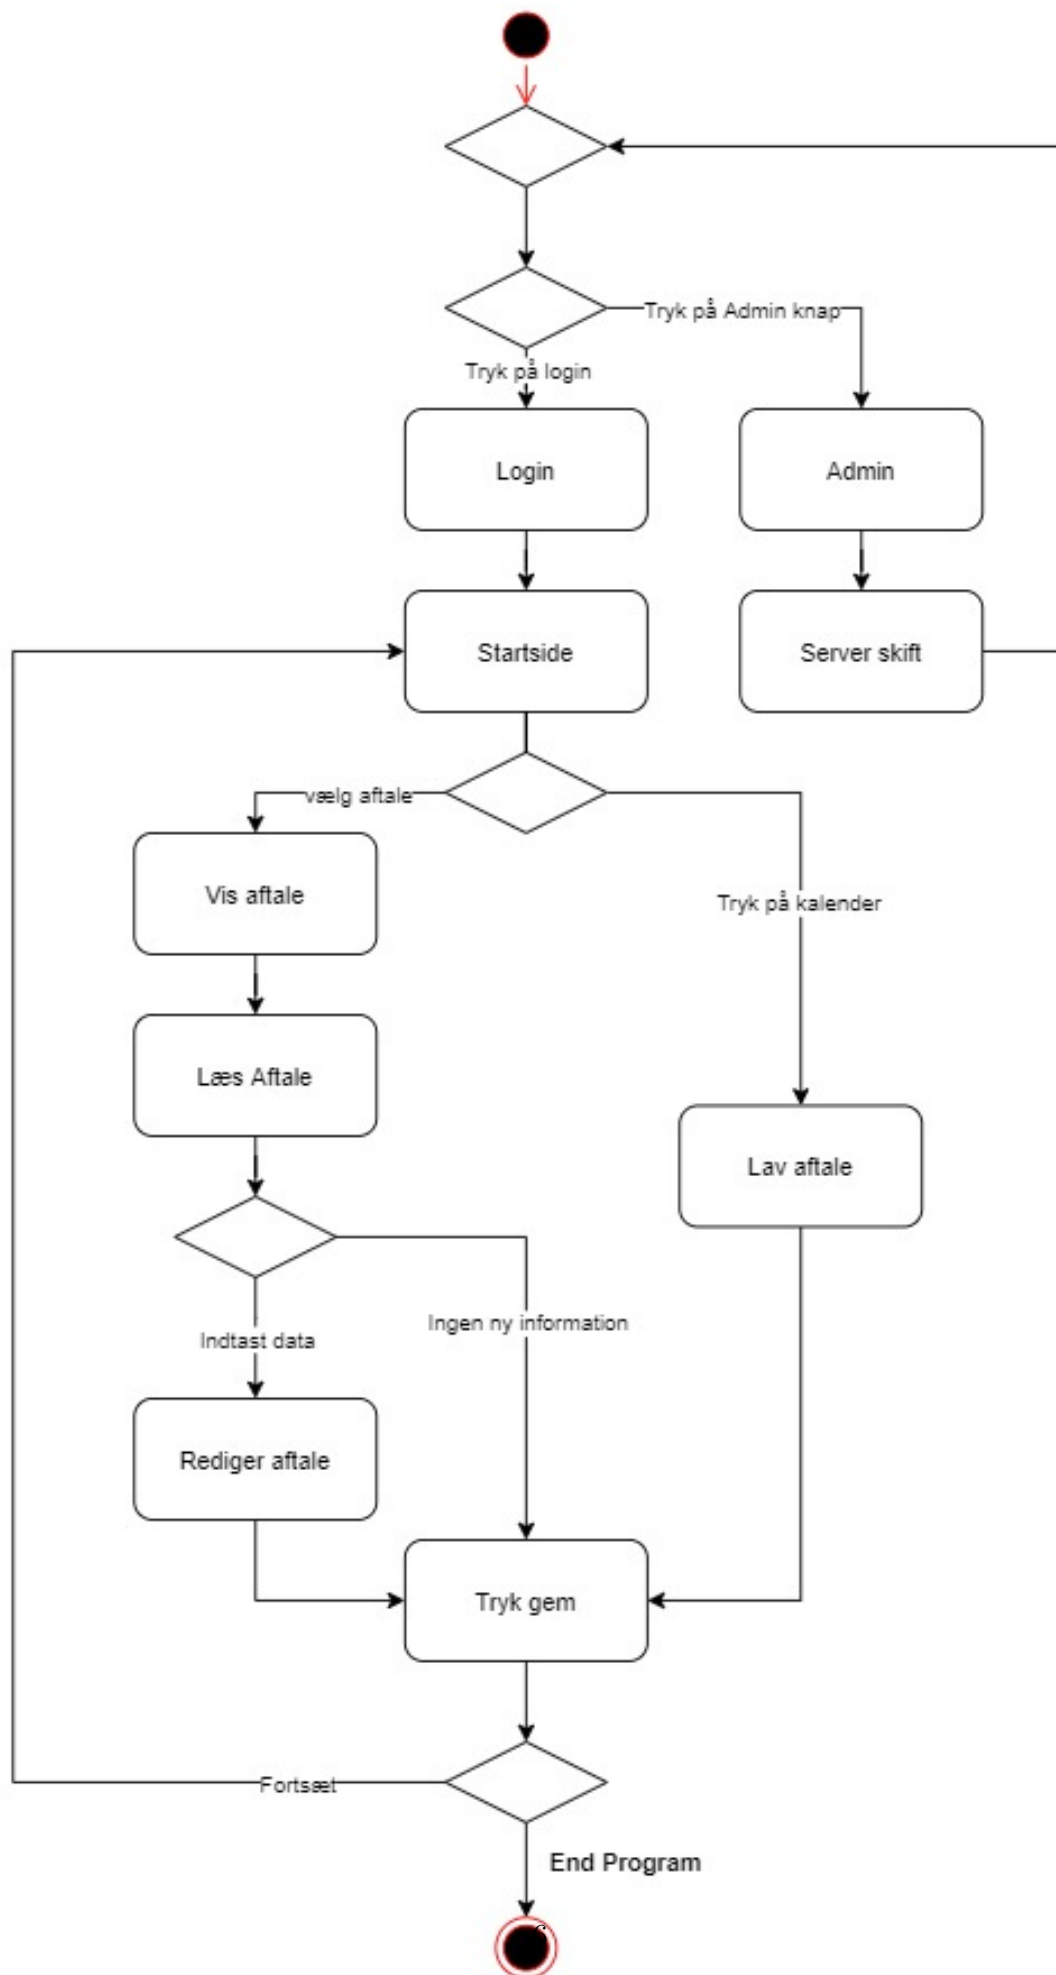 Tryk på Admin knap
Tryk på login
Login
Admin
Startside
Server skift
vælg aftale
Vis aftale
Tryk på kalender
Læs Aftale
Lav aftale
Ingen ny information
Indtast data
Rediger aftale
Tryk gem
Fortsæt
End Program